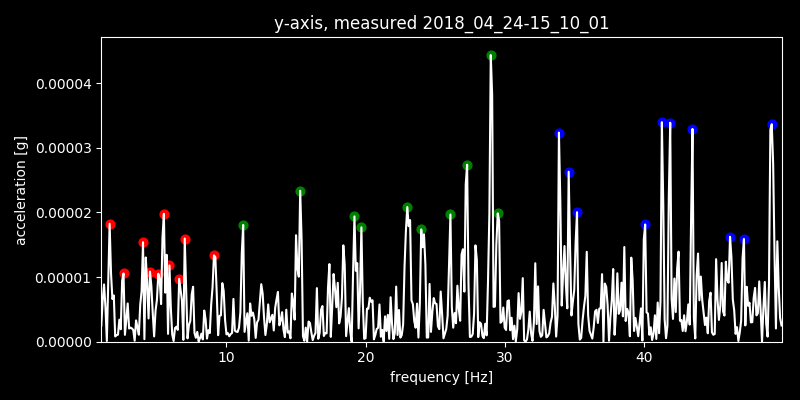 y-axis, measured 2018_04_24-15_10_01
0.00004
0.00003
0.00002
0.00001
0.00000
acceleration [g]
10 20 30 40
frequency [Hz]